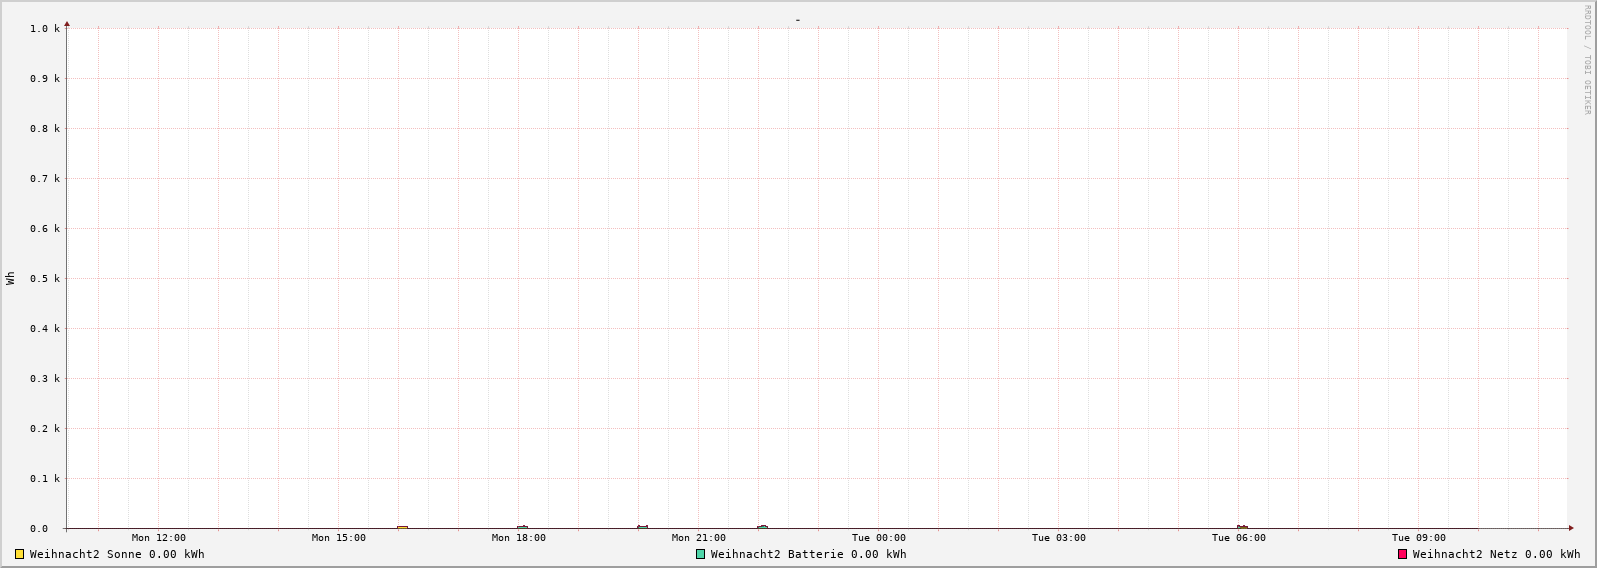 -
RRDTOOL / TOBI OETIKER
1.0 k
0.9 k
0.8 k
0.7 k
0.6 k
0.5 k
0.4 k
0.3 k
0.2 k
0.1 k
0.0
Wh
Mon 12:00 Mon 15:00 Mon 18:00 Mon 21:00 Tue 00:00 Tue 03:00 Tue 06:00 Tue 09:00
Weihnacht2 Sonne 0.00 kWh Weihnacht2 Batterie 0.00 kWh Weihnacht2 Netz 0.00 kWh